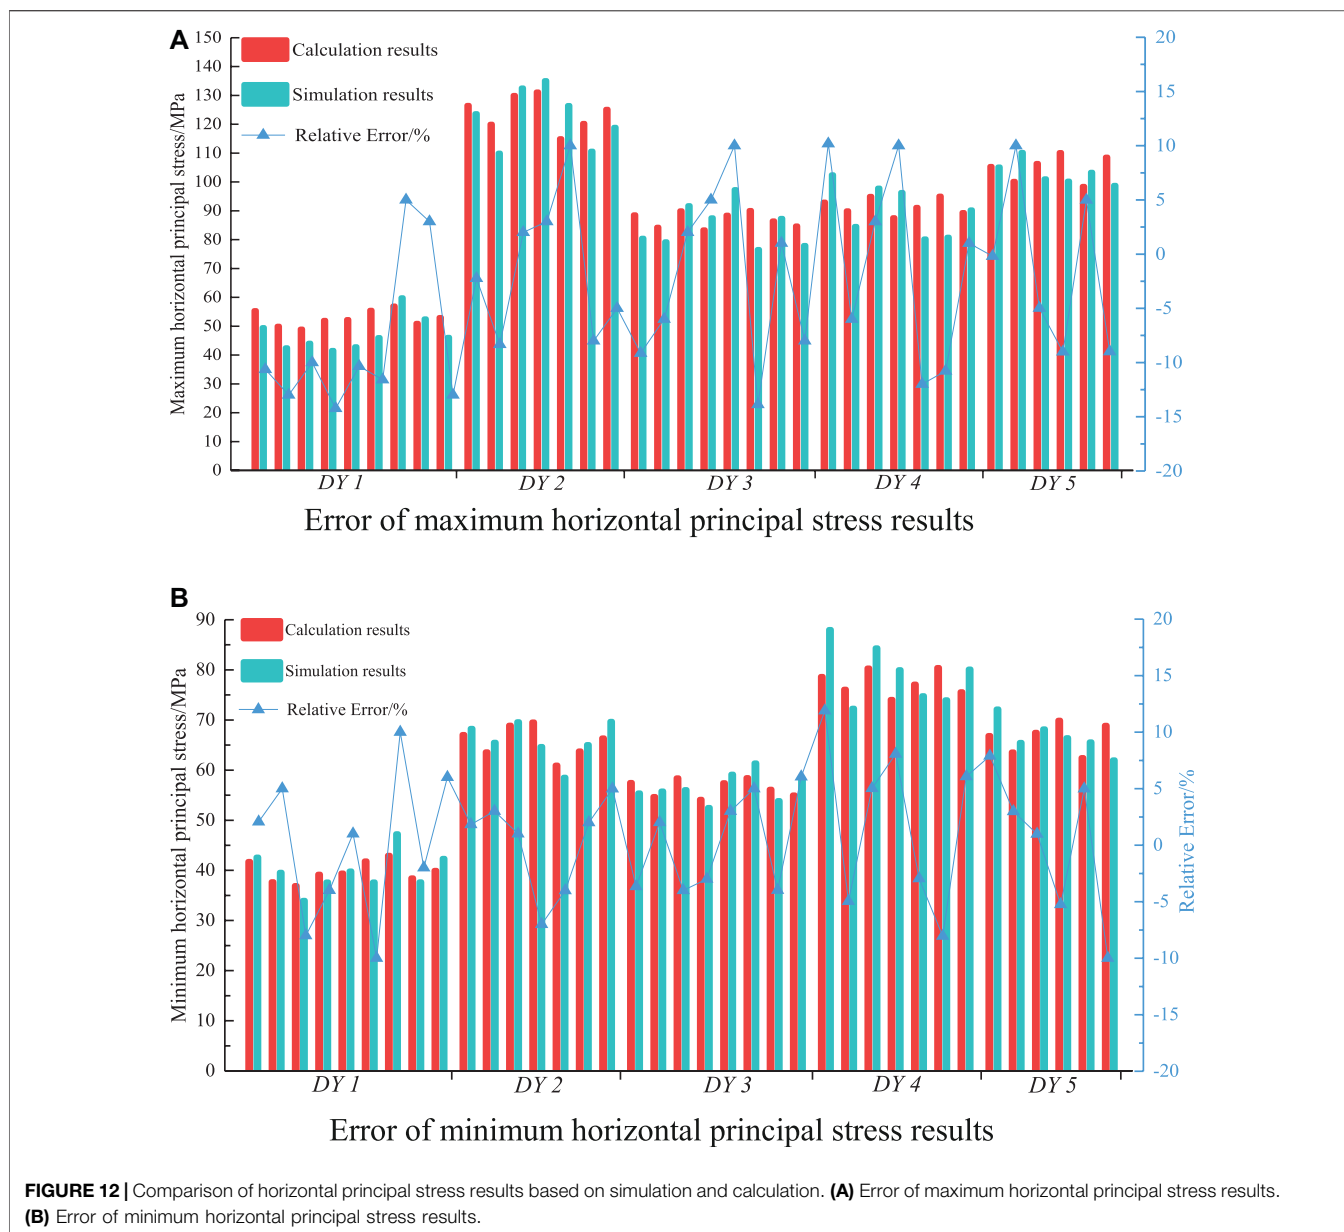 A
150
140
130
120
110
100
90
80
70
60
50
40
30
20
10
0
Maximum horizontal principal stress/MPa
Calculation results
Simulation results
Relative Error/%
20
15
10
5
0
-5
-10
-15
-20
DY 1 DY 2 DY 3 DY 4 DY 5
Error of maximum horizontal principal stress results
B
90
80
70
60
50
40
30
20
10
0
Minimum horizontal principal stress/MPa
Calculation results
Simulation results
Relative Error/%
20
15
10
5
0
-5
-10
-15
-20
Relative Error/%
DY 1 DY 2 DY 3 DY 4 DY 5
Error of minimum horizontal principal stress results
FIGURE 12 | Comparison of horizontal principal stress results based on simulation and calculation. (A) Error of maximum horizontal principal stress results.
(B) Error of minimum horizontal principal stress results.